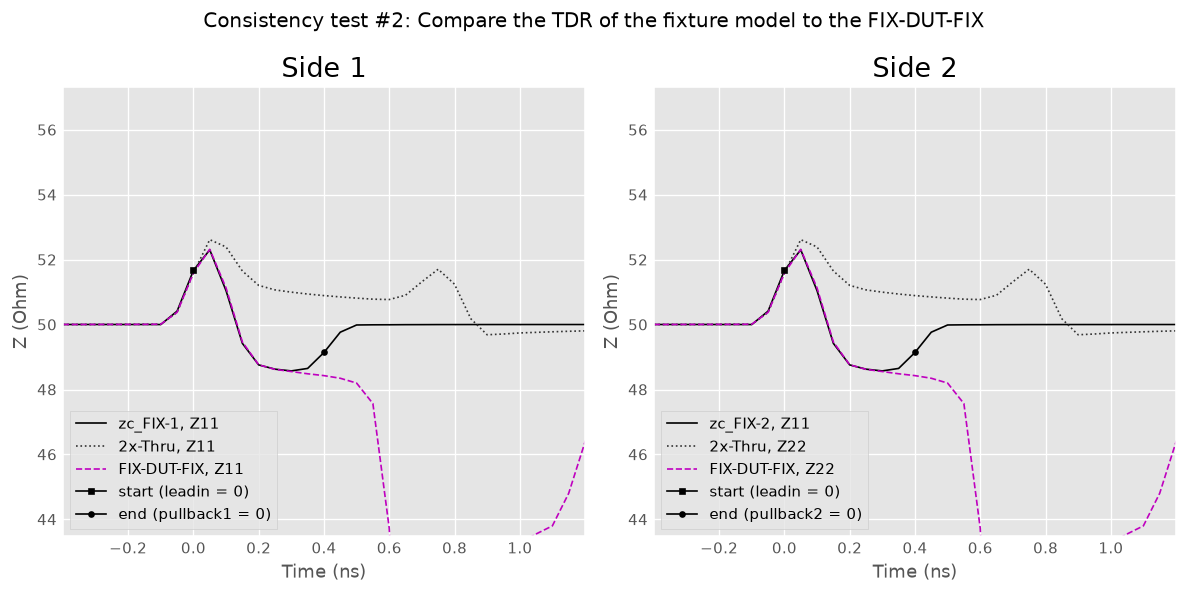 Consistency test #2: Compare the TDR of the fixture model to the FIX-DUT-FIX
Side 1
Z (Ohm)
56
54
52
50
48
46
44
zc_FIX-1, Z11
2x-Thru, Z11
FIX-DUT-FIX, Z11
start (leadin = 0)
end (pullback1 = 0)
−0.2 0.0 0.2 0.4 0.6 0.8 1.0
Time (ns)
Side 2
Z (Ohm)
56
54
52
50
48
46
44
zc_FIX-2, Z11
2x-Thru, Z22
FIX-DUT-FIX, Z22
start (leadin = 0)
end (pullback2 = 0)
−0.2 0.0 0.2 0.4 0.6 0.8 1.0
Time (ns)